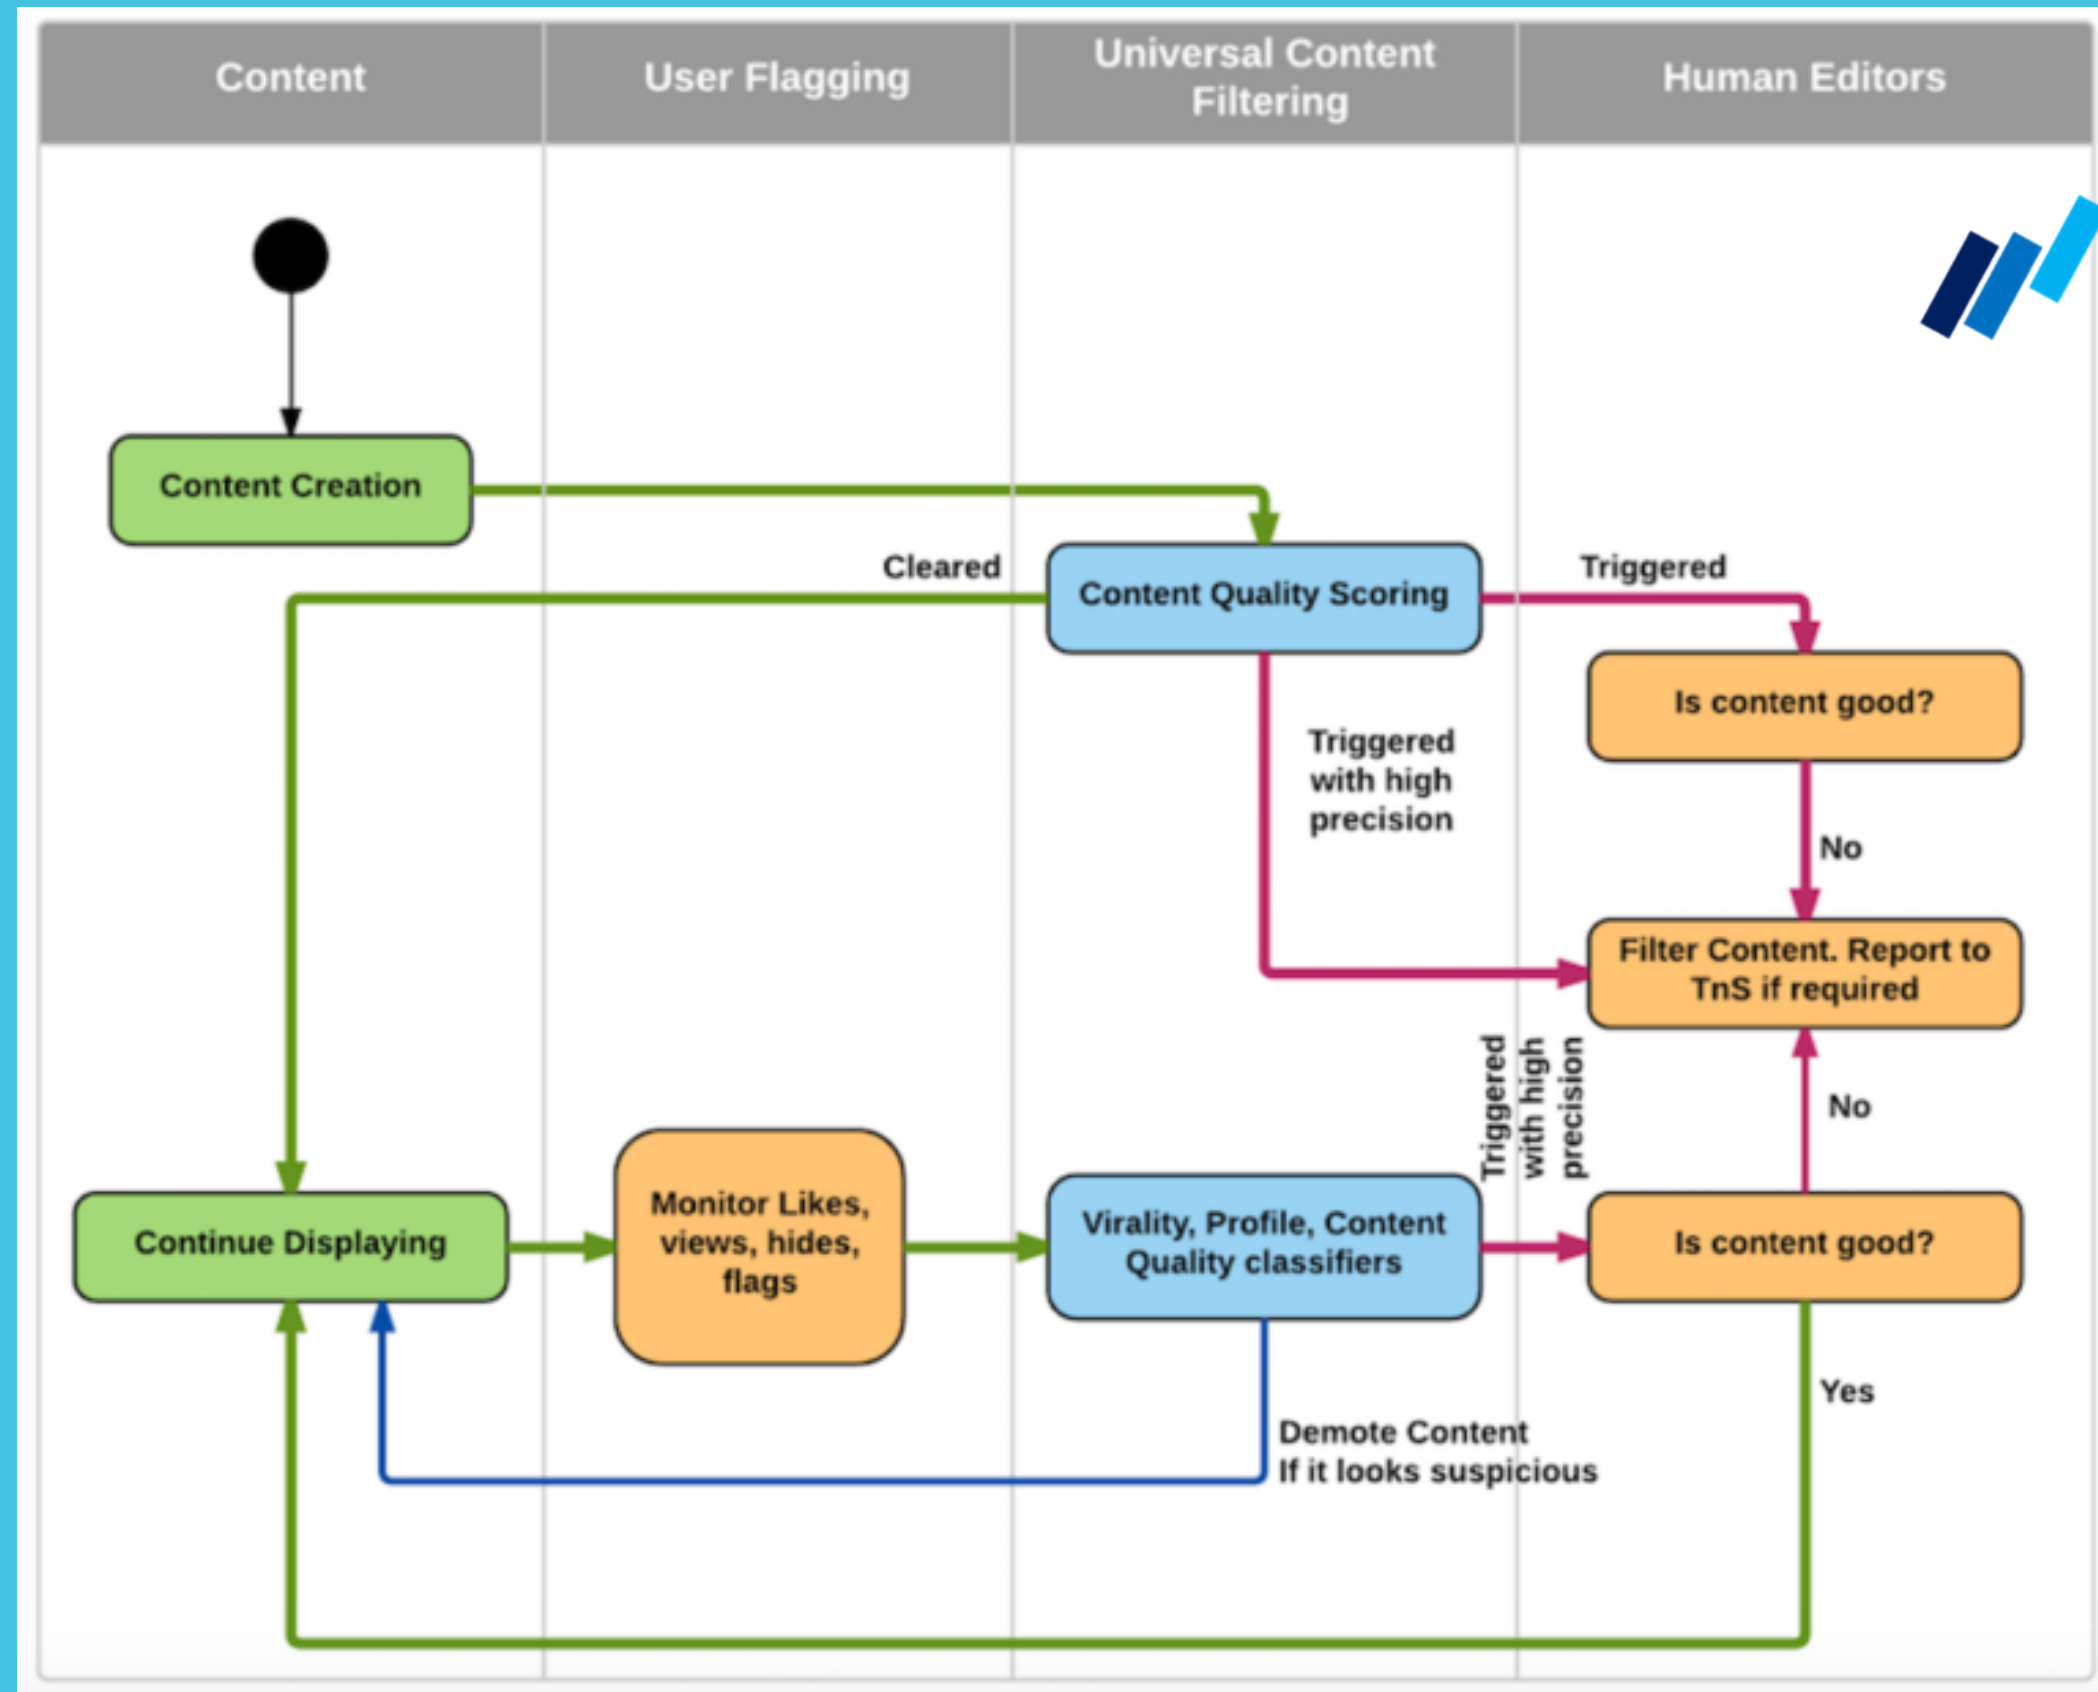 Content
User Flagging
Universal Content
Filtering
Human Editors
Content Creation
Cleared
Content Quality Scoring
Triggered
Is content good?
Triggered
with high
precision
No
Filter Content. Report to
TnS if required
Triggered
with high
precision
No
Continue Displaying
Monitor Likes,
views, hides,
flags
Virality, Profile, Content
Quality classifiers
Is content good?
Yes
Demote Content
If it looks suspicious